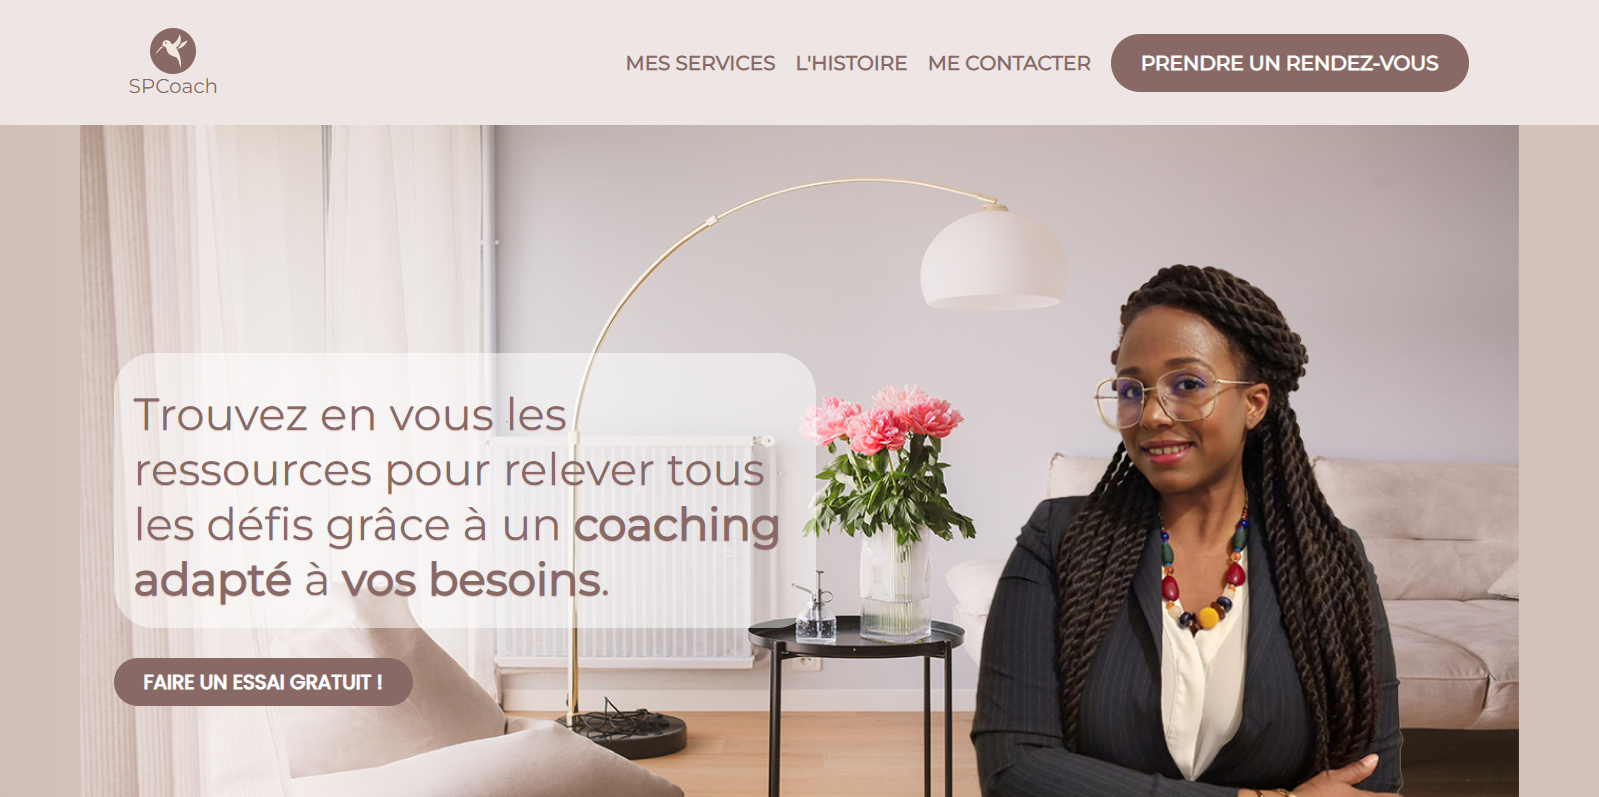 SPCoach
MES SERVICES
L'HISTOIRE
ME CONTACTER
PRENDRE UN RENDEZ-VOUS
Trouvez en vous les
ressources pour relever tous
les défis grâce à un coaching
adapté à vos besoins.
FAIRE UN ESSAI GRATUIT !